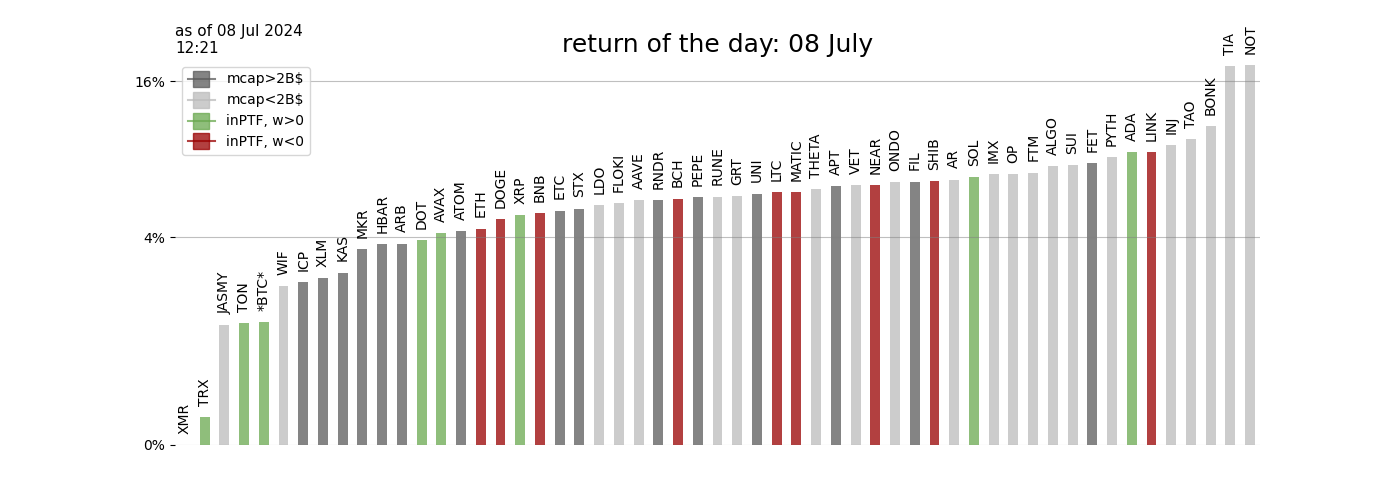 as of 08 Jul 2024
12:21
return of the day: 08 July
mcap>2B$
mcap<2B$
inPTF, w>0
inPTF, w<0
16%
4%
0%
XMR
TRX
JASMY
TON
*BTC*
WIF
ICP
XLM
KAS
MKR
HBAR
ARB
DOT
AVAX
ATOM
ETH
DOGE
XRP
BNB
ETC
STX
LDO
FLOKI
AAVE
RNDR
BCH
PEPE
RUNE
GRT
UNI
LTC
MATIC
THETA
APT
VET
NEAR
ONDO
FIL
SHIB
AR
SOL
IMX
OP
FTM
ALGO
SUI
FET
PYTH
ADA
LINK
INJ
TAO
BONK
TIA
NOT